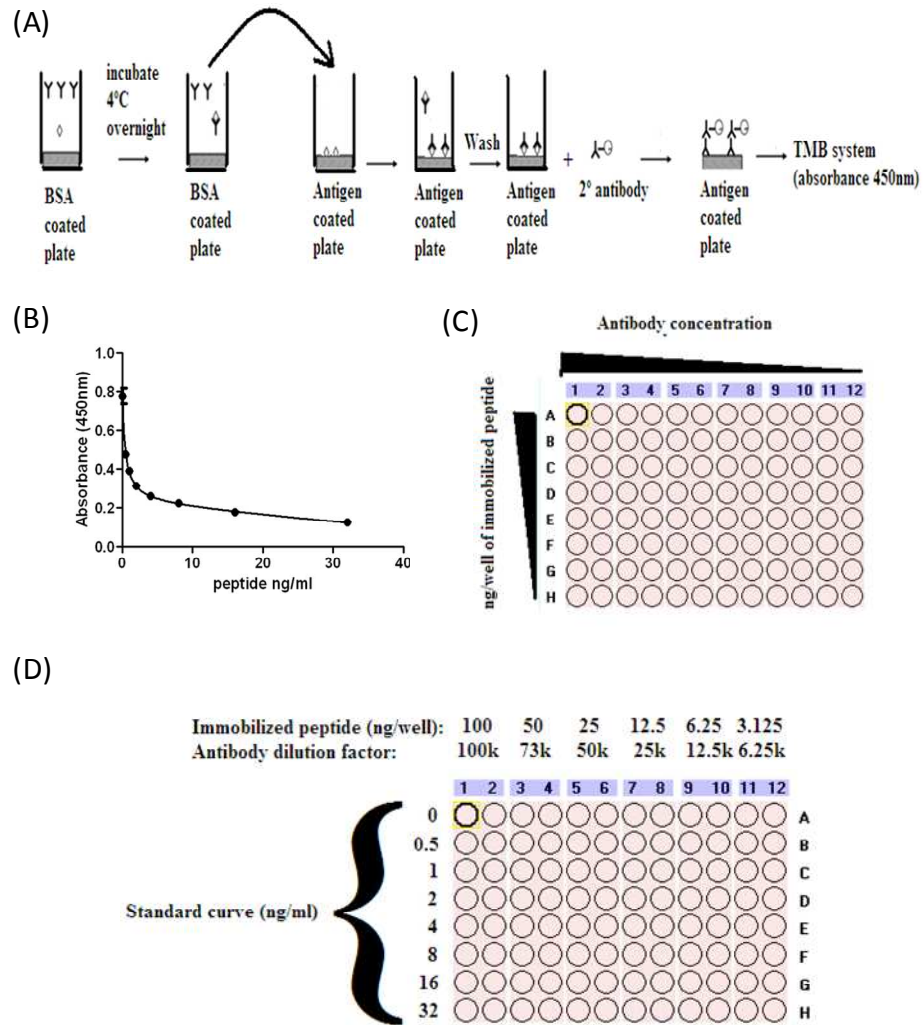 (A)
incubate
4ºC
overnight
BSA
coated
plate
BSA
coated
plate
Antigen
coated
plate
Antigen
coated
plate
Wash
Antigen
coated
plate
+
2º antibody
Antigen
coated
plate
TMB system
(absorbance 450nm)
(B)
Absorbance (450nm)
1.0
0.8
0.6
0.4
0.2
0.0
0 10 20 30 40
peptide ng/ml
(C)
Antibody concentration
ng/well of immobilized peptide
1 2 3 4 5 6 7 8 9 10 11 12
A
B
C
D
E
F
G
H
(D)
Immobilized peptide (ng/well): 100 50 25 12.5 6.25 3.125
Antibody dilution factor: 100k 73k 50k 25k 12.5k 6.25k
1 2 3 4 5 6 7 8 9 10 11 12
Standard curve (ng/ml)
0 A
0.5 B
1 C
2 D
4 E
8 F
16 G
32 H